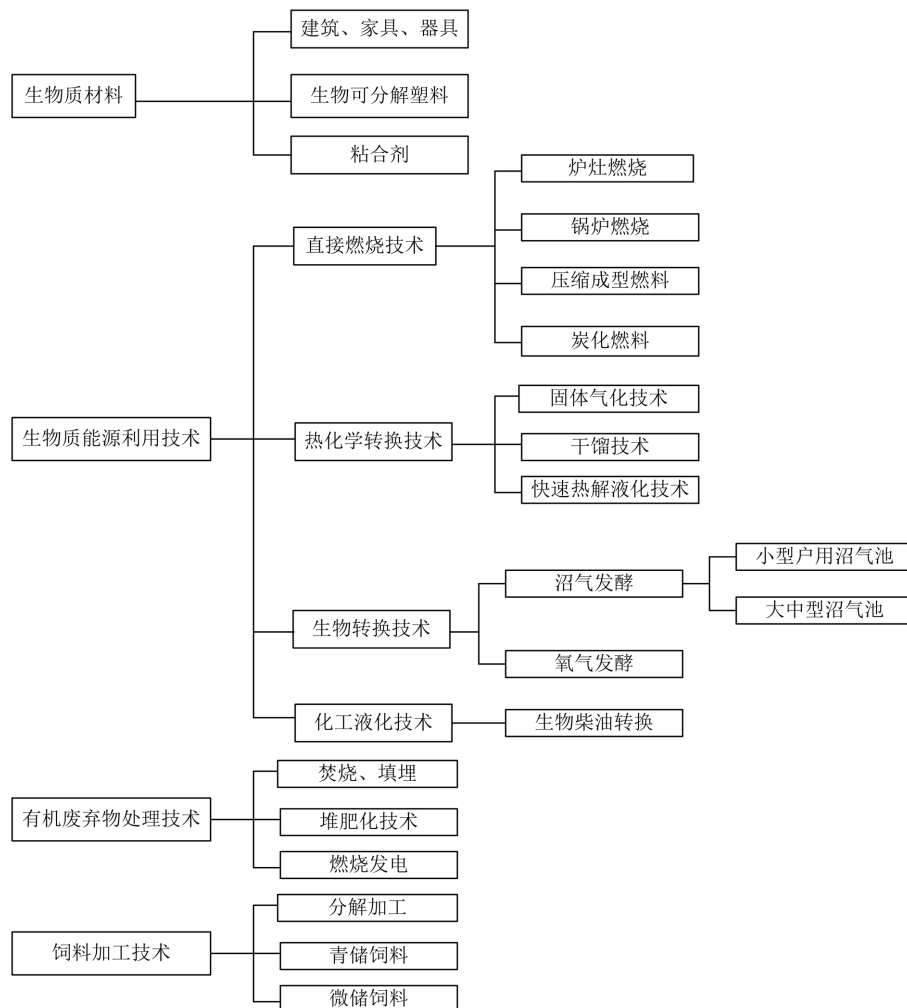 生物质材料
建筑、家具、器具
生物可分解塑料
粘合剂
生物质能源利用技术
直接燃烧技术
炉灶燃烧
锅炉燃烧
压缩成型燃料
炭化燃料
热化学转换技术
固体气化技术
干馏技术
快速热解液化技术
生物转换技术
沼气发酵
小型户用沼气池
大中型沼气池
氧气发酵
化工液化技术
生物柴油转换
有机废弃物处理技术
焚烧、填埋
堆肥化技术
燃烧发电
饲料加工技术
分解加工
青储饲料
微储饲料